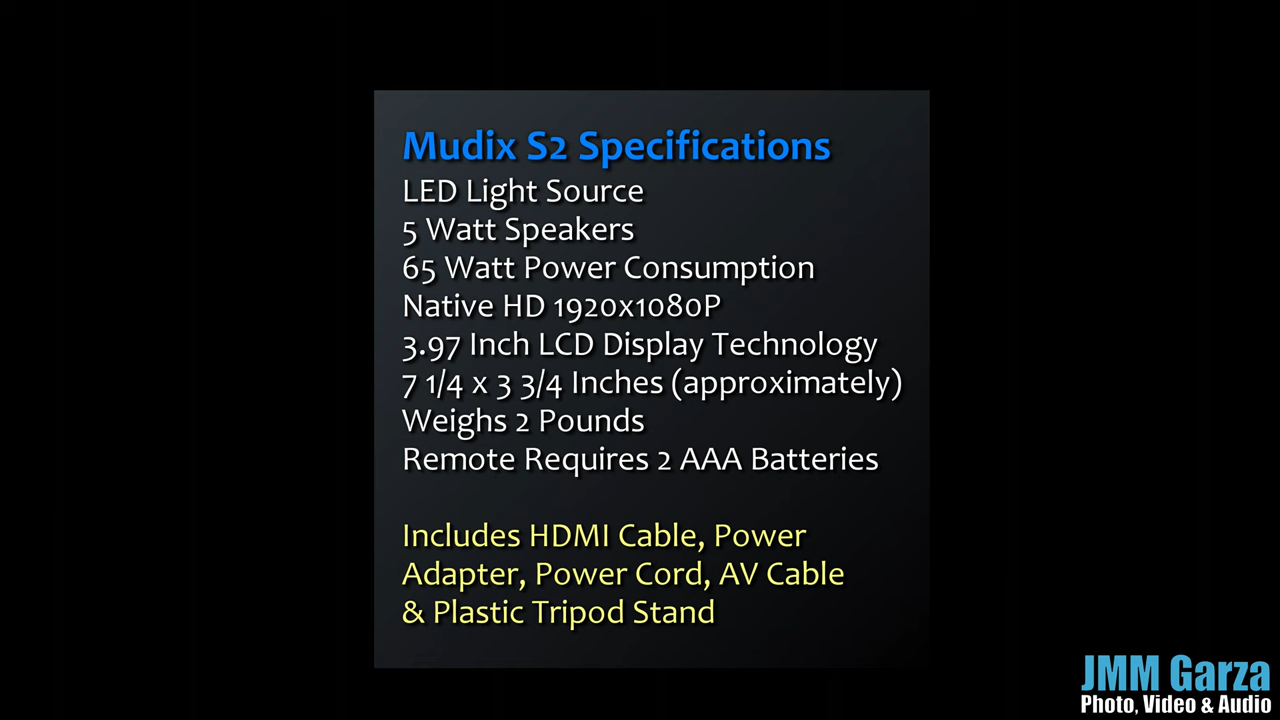 Mudix S2 Specifications
LED Light Source
5 Watt Speakers
65 Watt Power Consumption
Native HD 1920x1080P
3.97 Inch LCD Display Technology
7 1/4 x 3 3/4 Inches (approximately)
Weighs 2 Pounds
Remote Requires 2 AAA Batteries
Includes HDMI Cable, Power
Adapter, Power Cord, AV Cable
& Plastic Tripod Stand
JMM Garza
Photo, Video & Audio